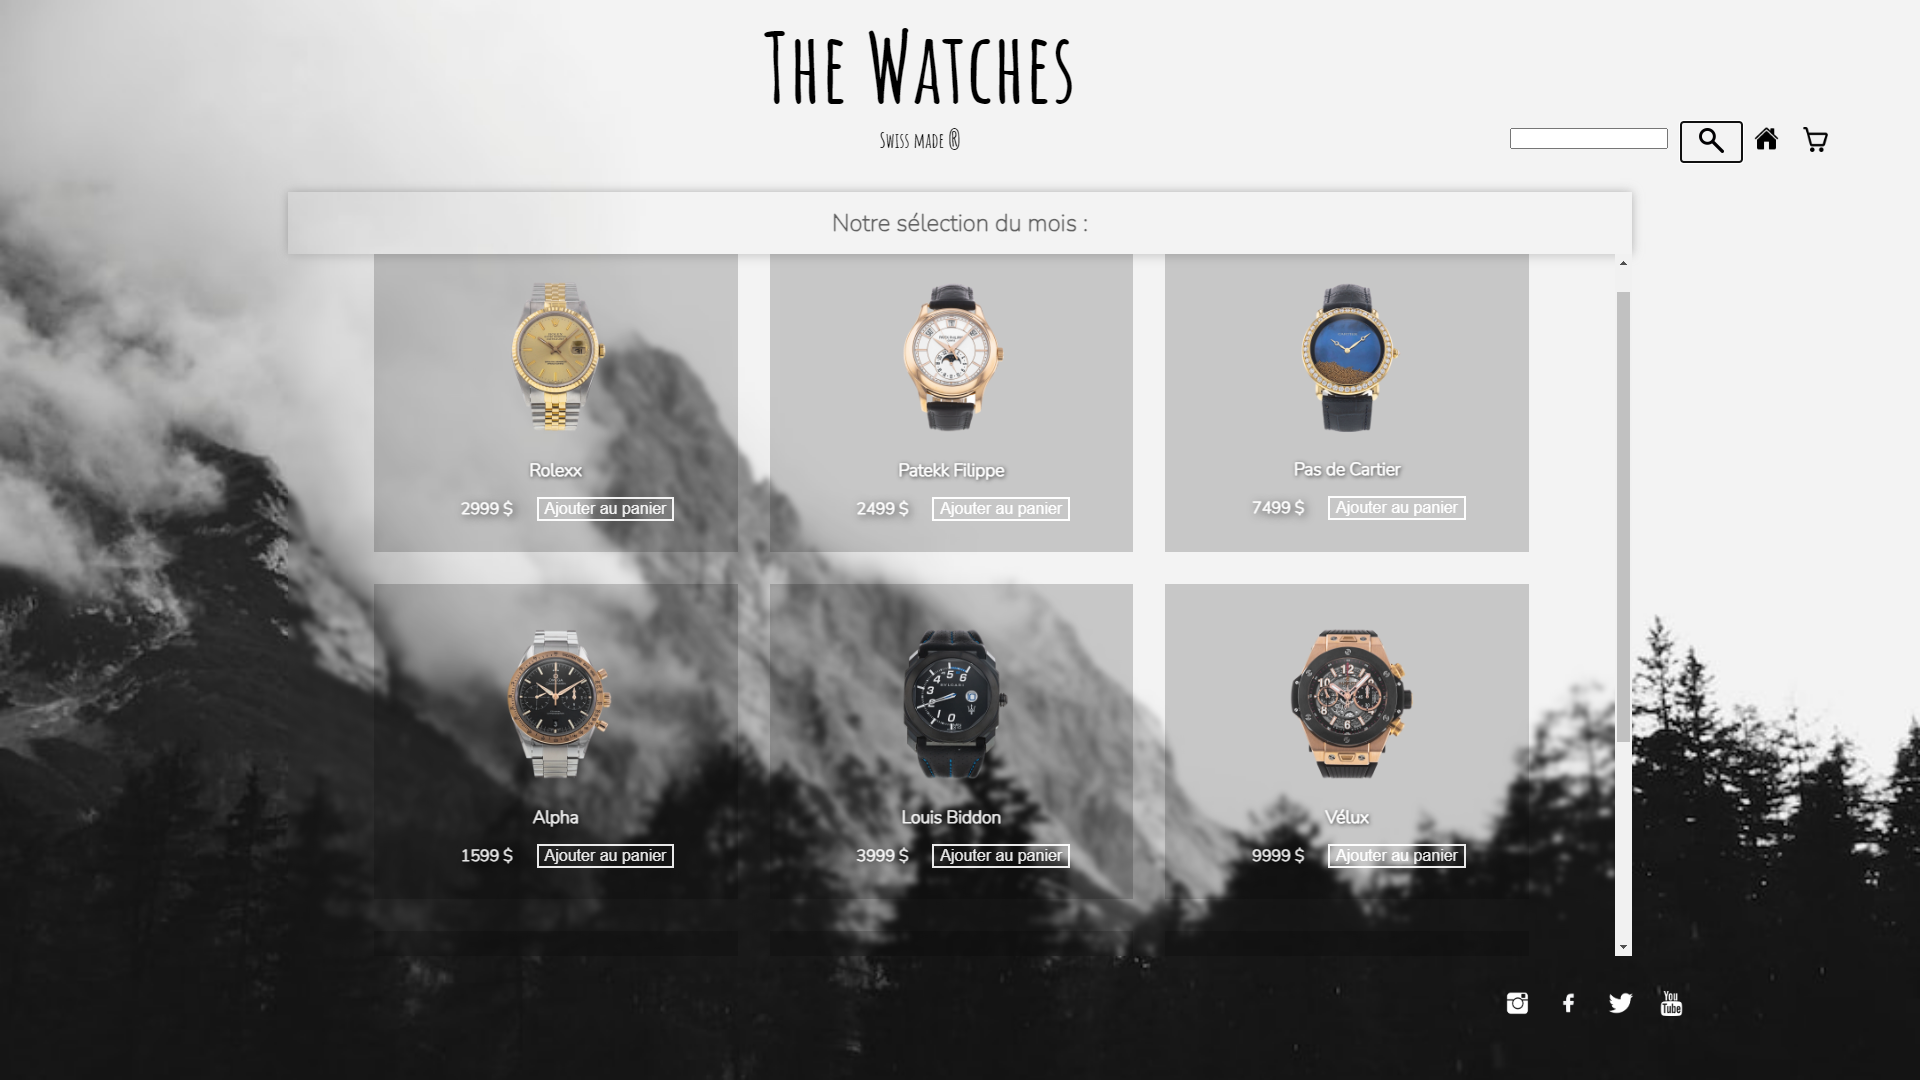 The Watches
Swiss made ®
Notre sélection du mois :
Rolexx
2999 $ Ajouter au panier
Patekk Filippe
2499 $ Ajouter au panier
Pas de Cartier
7499 $ Ajouter au panier
Alpha
1599 $ Ajouter au panier
Louis Biddon
3999 $ Ajouter au panier
Vélux
9999 $ Ajouter au panier
You
Tube